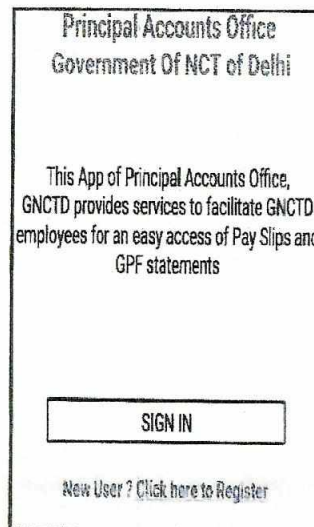 Principal Accounts Office
Government Of NCT of Delhi
This App of Principal Accounts Office,
GNCTD provides services to facilitate GNCTD
employees for an easy access of Pay Slips and
GPF statements
SIGN IN
New User ? Click here to Register